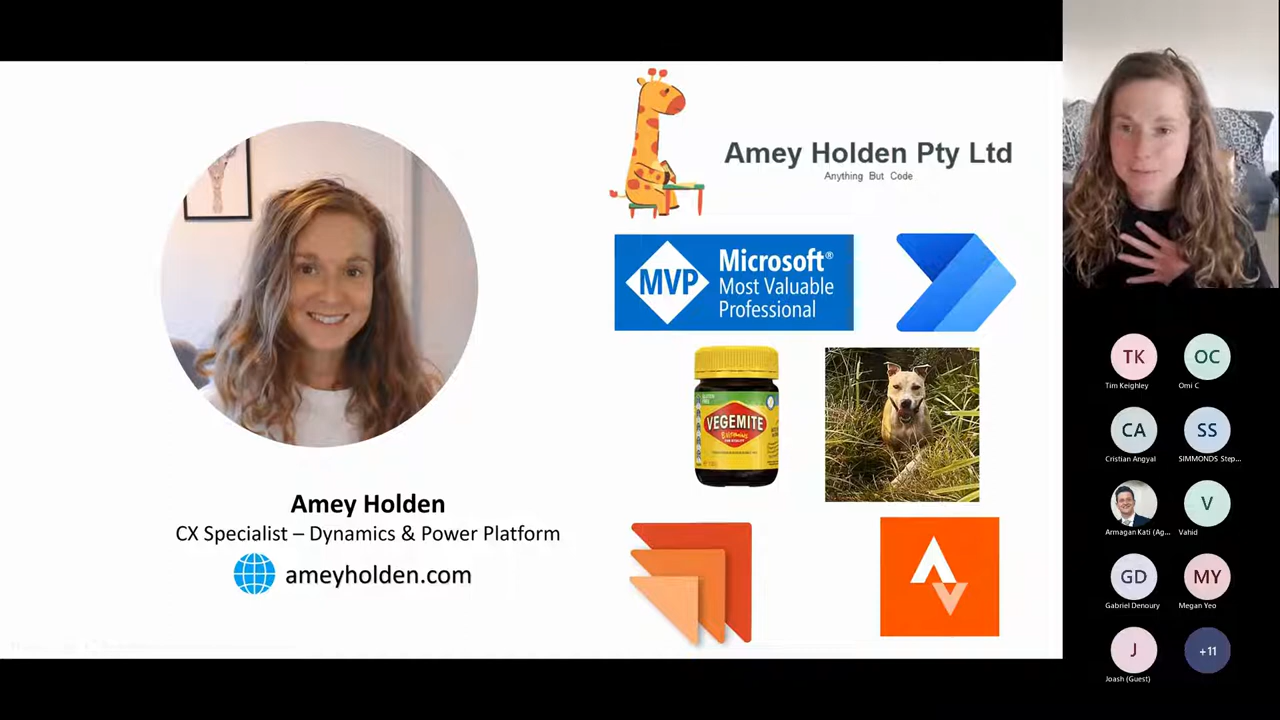 Amey Holden Pty Ltd
Anything But Code
MVP
Microsoft®
Most Valuable
Professional
VEGEMITE
Amey Holden
CX Specialist – Dynamics & Power Platform
ameyholden.com
TK
Tim Keighley
OC
Omi C
CA
Cristian Angyal
SS
SIMMONDS Step...
Armagan Kati (Ag...
V
Vahid
GD
Gabriel Denoury
MY
Megan Yeo
J
Joash (Guest)
+11